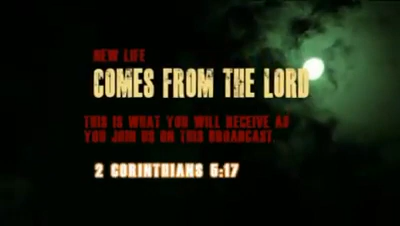 NEW LIFE
COMES FROM THE LORD
THIS IS WHAT YOU WILL RECEIVE AS
YOU JOIN US ON THIS BROADCAST.
2 CORINTHIANS 5:17